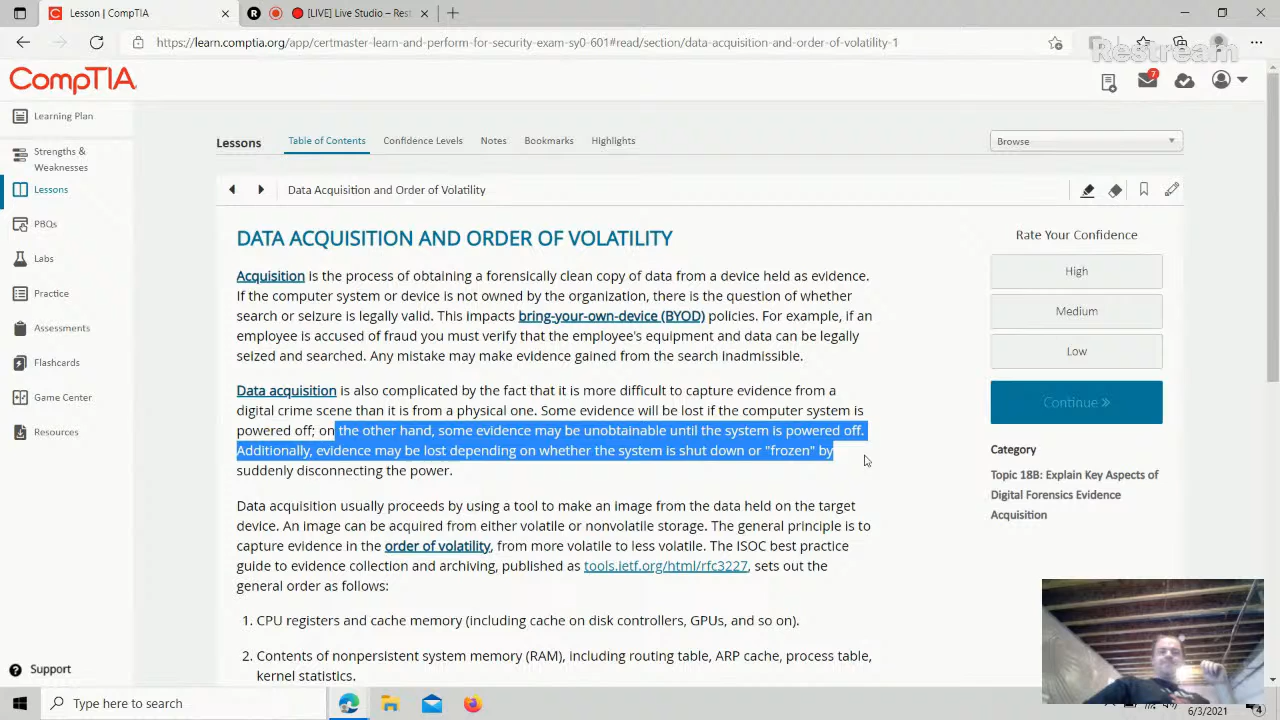 Lesson | CompTIA
[LIVE] Live Studio – Rest
https://learn.comptia.org/app/certmaster-learn-and-perform-for-security-exam-sy0-601#read/section/data-acquisition-and-order-of-volatility-1
Restream
CompTIA
7
Learning Plan
Strengths &
Weaknesses
Lessons
PBQs
Labs
Practice
Assessments
Flashcards
Game Center
Resources
Support
Lessons
Table of Contents
Confidence Levels
Notes
Bookmarks
Highlights
Browse
Data Acquisition and Order of Volatility
DATA ACQUISITION AND ORDER OF VOLATILITY
Acquisition is the process of obtaining a forensically clean copy of data from a device held as evidence.
If the computer system or device is not owned by the organization, there is the question of whether
search or seizure is legally valid. This impacts bring-your-own-device (BYOD) policies. For example, if an
employee is accused of fraud you must verify that the employee's equipment and data can be legally
seized and searched. Any mistake may make evidence gained from the search inadmissible.
Data acquisition is also complicated by the fact that it is more difficult to capture evidence from a
digital crime scene than it is from a physical one. Some evidence will be lost if the computer system is
powered off; on the other hand, some evidence may be unobtainable until the system is powered off.
Additionally, evidence may be lost depending on whether the system is shut down or "frozen" by
suddenly disconnecting the power.
Data acquisition usually proceeds by using a tool to make an image from the data held on the target
device. An image can be acquired from either volatile or nonvolatile storage. The general principle is to
capture evidence in the order of volatility, from more volatile to less volatile. The ISOC best practice
guide to evidence collection and archiving, published as tools.ietf.org/html/rfc3227, sets out the
general order as follows:
1. CPU registers and cache memory (including cache on disk controllers, GPUs, and so on).
2. Contents of nonpersistent system memory (RAM), including routing table, ARP cache, process table,
kernel statistics.
Rate Your Confidence
High
Medium
Low
Continue »
Category
Topic 18B: Explain Key Aspects of
Digital Forensics Evidence
Acquisition
Type here to search
6/3/2021
4